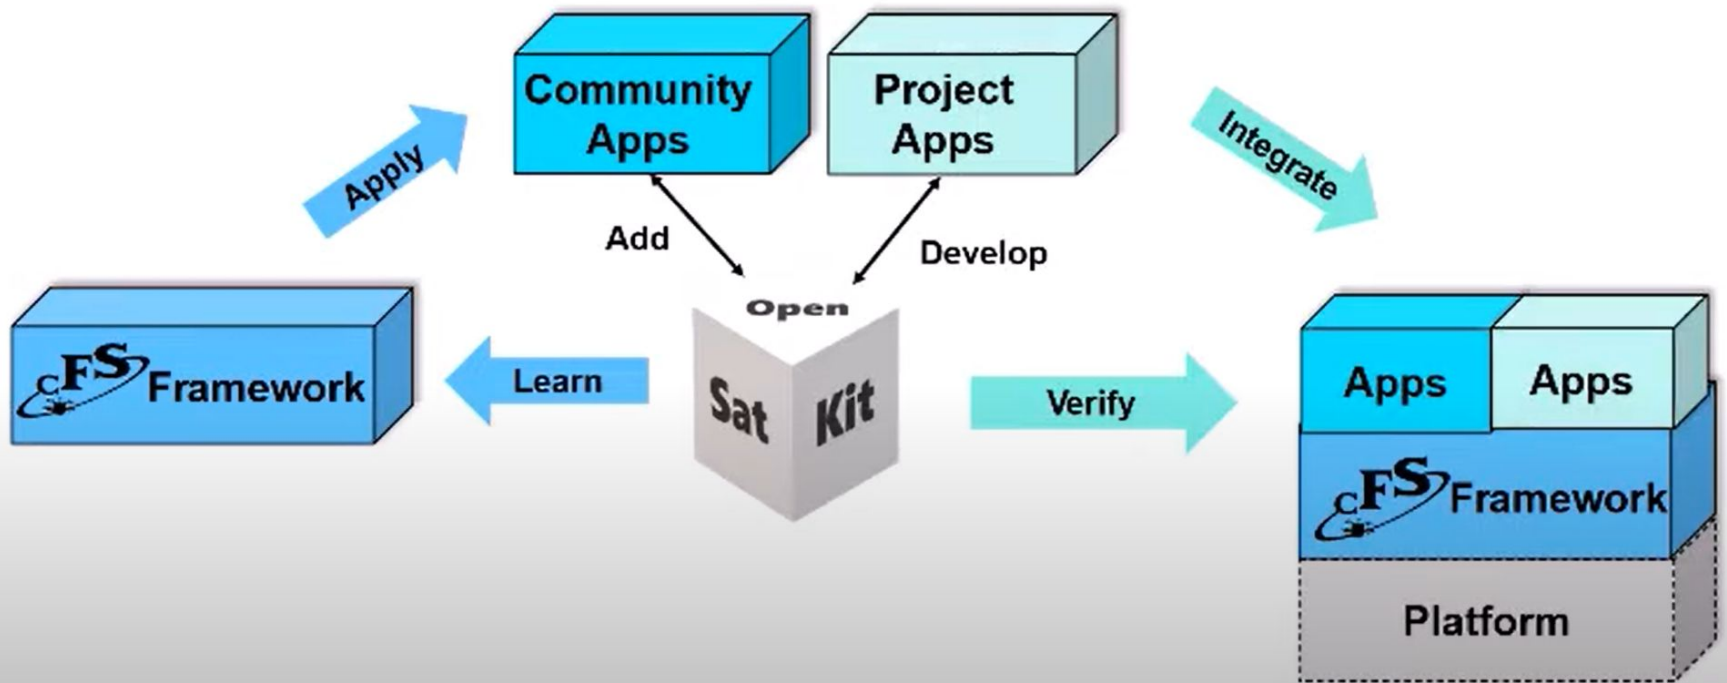 Community
Apps
Project
Apps
Apply
Integrate
Add
Develop
Open
Sat Kit
cFS Framework
Learn
Verify
Apps Apps
cFS Framework
Platform